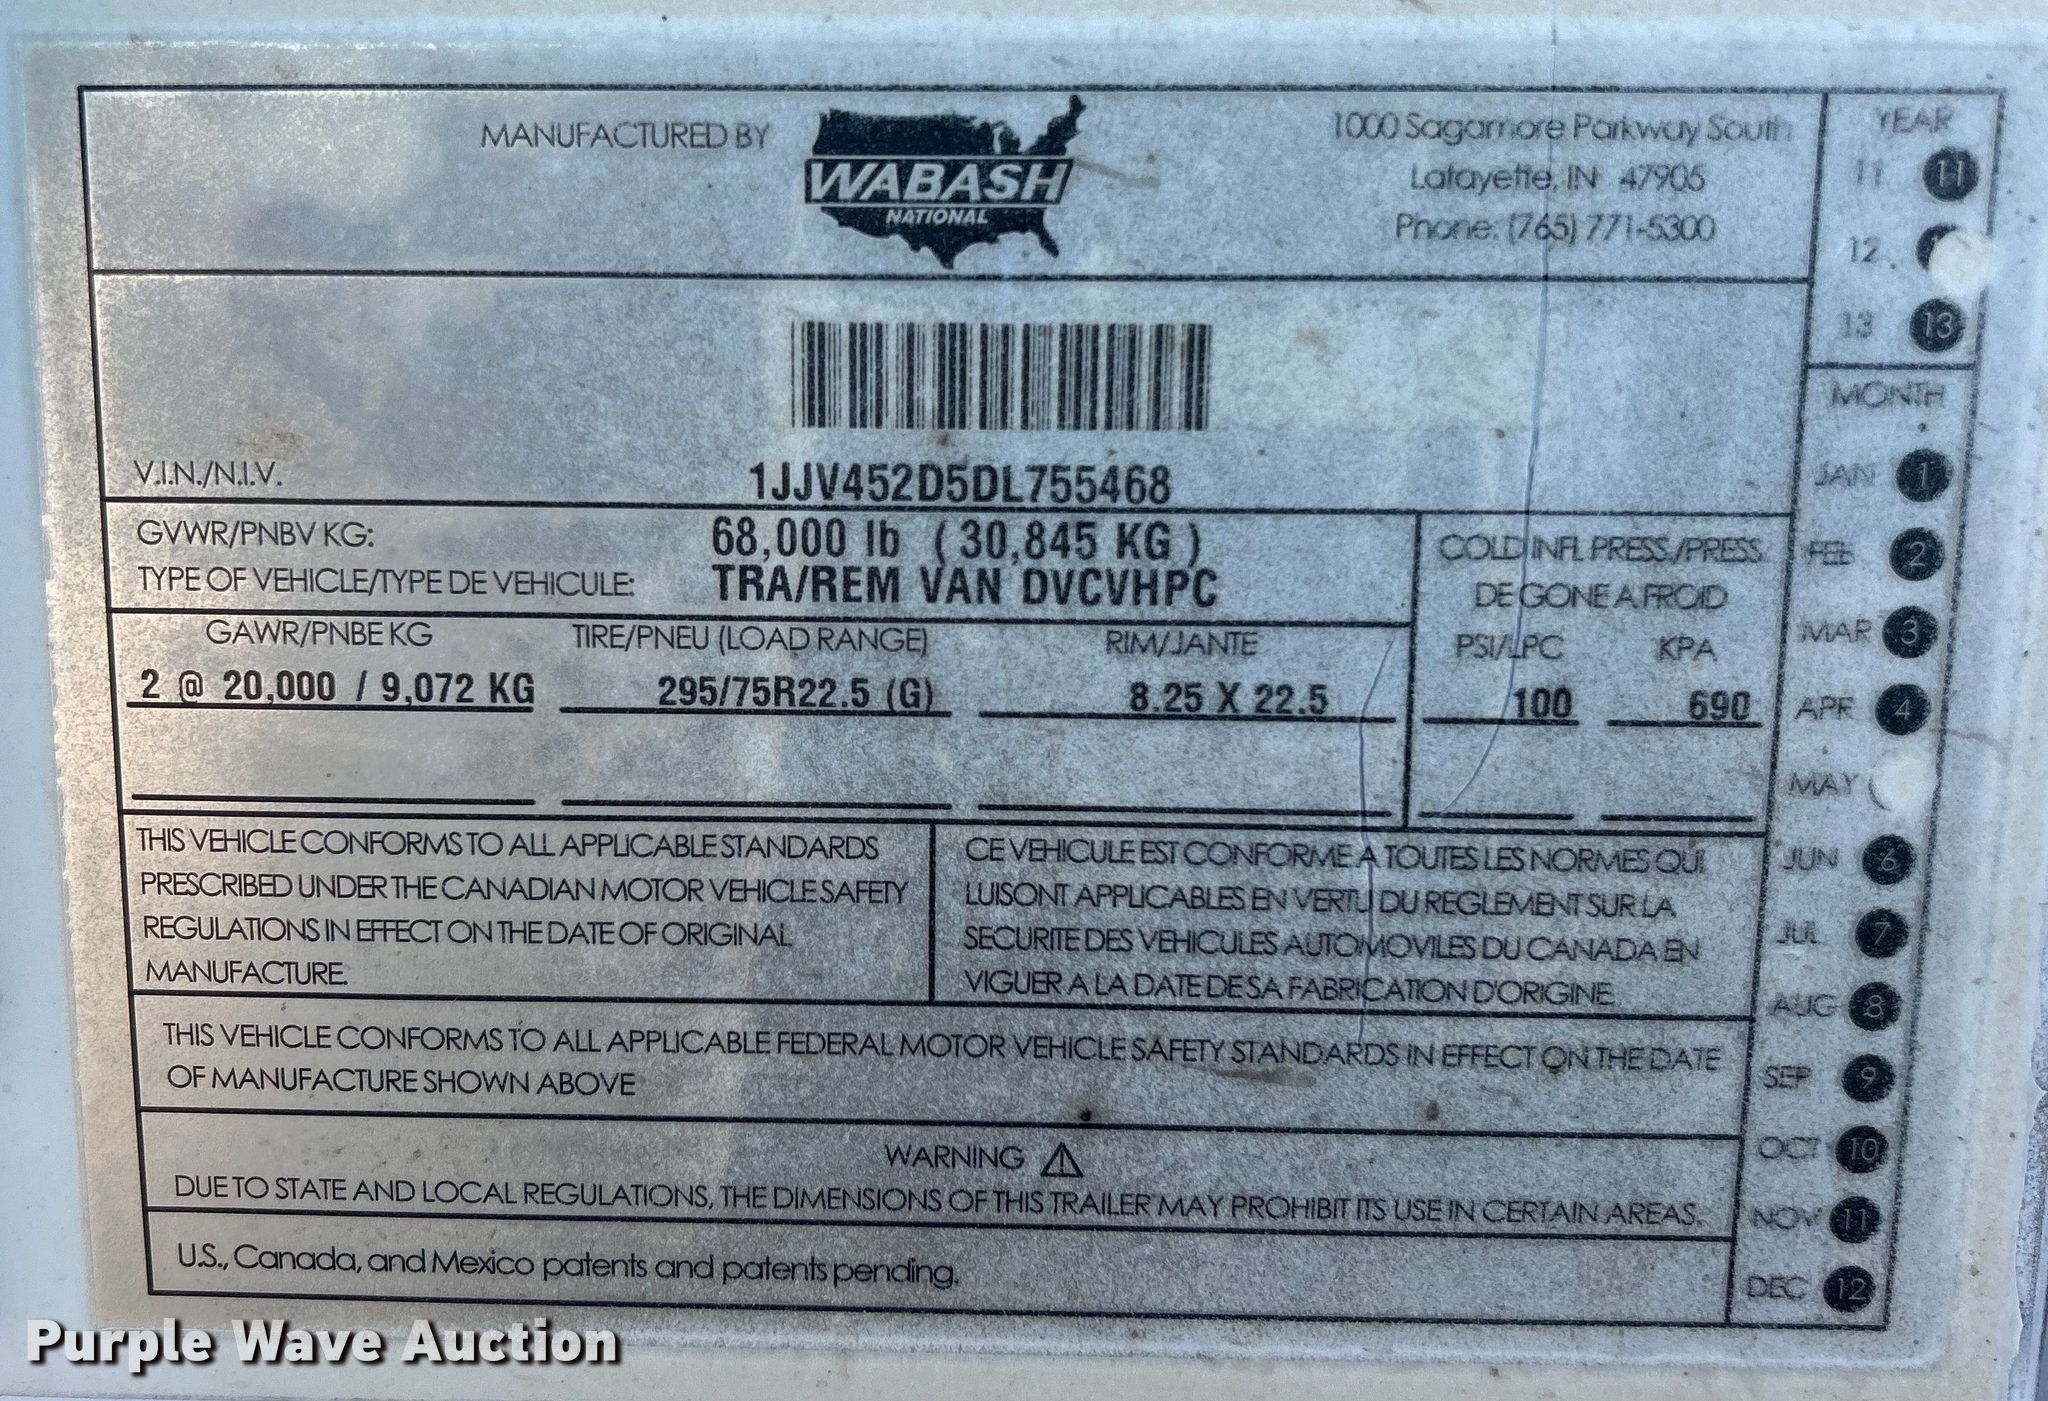 MANUFACTURED BY
WABASH
NATIONAL
1000 Sagamore Parkway South
Lafayette, IN 47905
Phone: (765) 771-5300
YEAR
11 11
12
13 13
V.I.N./N.I.V. 1JJV452D5DL755468
GVWR/PNBV KG: 68,000 lb (30,845 KG)
TYPE OF VEHICLE/TYPE DE VEHICULE: TRA/REM VAN DVCVHPC
COLD INFL PRESS./PRESS.
DE GONE A FROID
GAWR/PNBE KG TIRE/PNEU (LOAD RANGE) RIM/JANTE PSI/LPC KPA
2 @ 20,000 / 9,072 KG 295/75R22.5 (G) 8.25 X 22.5 100 690
MONTH
JAN 1
FEB 2
MAR 3
APR 4
MAY
JUN 6
JUL 7
AUG 8
SEP 9
OCT 10
NOV 11
DEC 12
THIS VEHICLE CONFORMS TO ALL APPLICABLE STANDARDS
PRESCRIBED UNDER THE CANADIAN MOTOR VEHICLE SAFETY
REGULATIONS IN EFFECT ON THE DATE OF ORIGINAL
MANUFACTURE.
CE VEHICULE EST CONFORME A TOUTES LES NORMES QUI
LUI SONT APPLICABLES EN VERTU DU REGLEMENT SUR LA
SECURITE DES VEHICULES AUTOMOVILES DU CANADA EN
VIGUER A LA DATE DE SA FABRICATION D'ORIGINE.
THIS VEHICLE CONFORMS TO ALL APPLICABLE FEDERAL MOTOR VEHICLE SAFETY STANDARDS IN EFFECT ON THE DATE
OF MANUFACTURE SHOWN ABOVE
WARNING
DUE TO STATE AND LOCAL REGULATIONS, THE DIMENSIONS OF THIS TRAILER MAY PROHIBIT ITS USE IN CERTAIN AREAS.
U.S., Canada, and Mexico patents and patents pending.
Purple Wave Auction